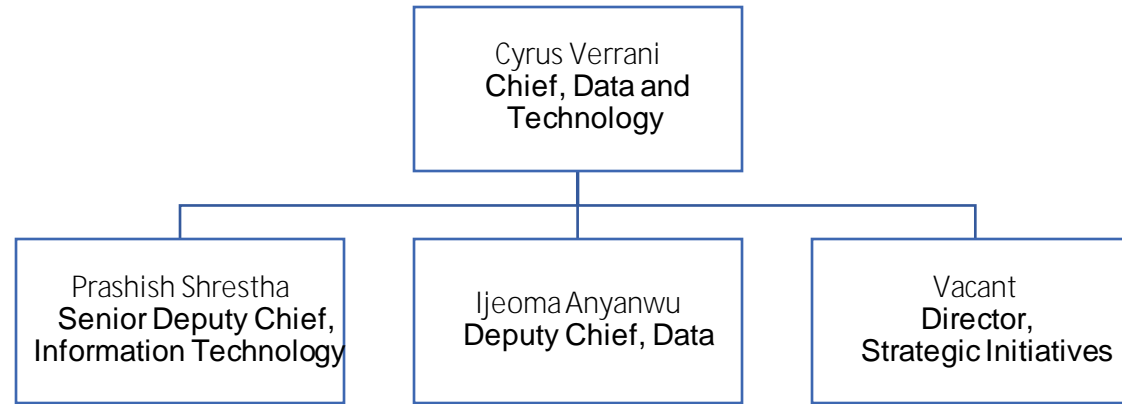 Cyrus Verrani
Chief, Data and
Technology
Prashish Shrestha
Senior Deputy Chief,
Information Technology
Ijeoma Anyanwu
Deputy Chief, Data
Vacant
Director,
Strategic Initiatives